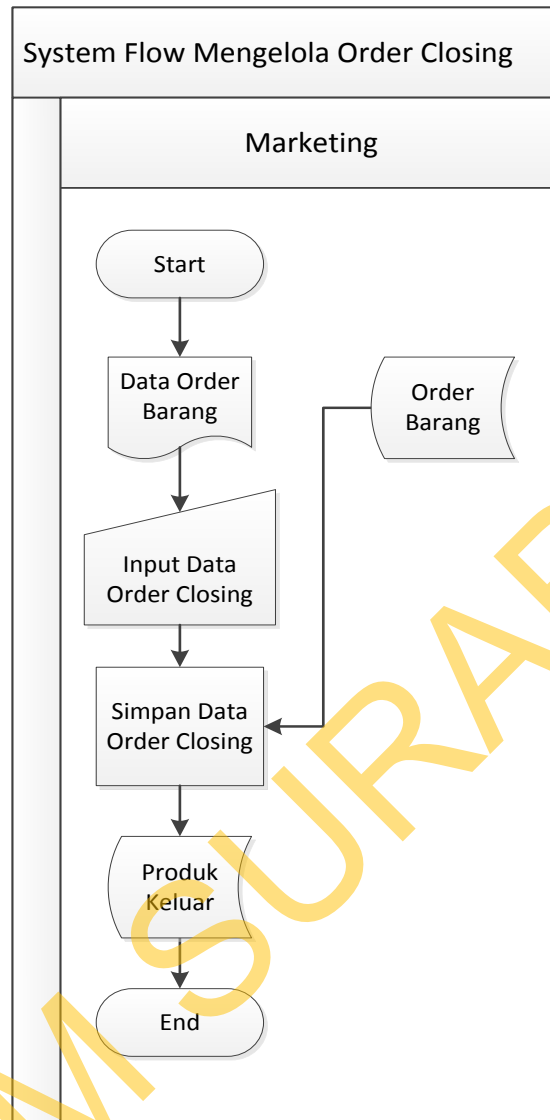 System Flow Mengelola Order Closing
Marketing
Start
Data Order
Barang
Order
Barang
Input Data
Order Closing
Simpan Data
Order Closing
Produk
Keluar
End
M SURA